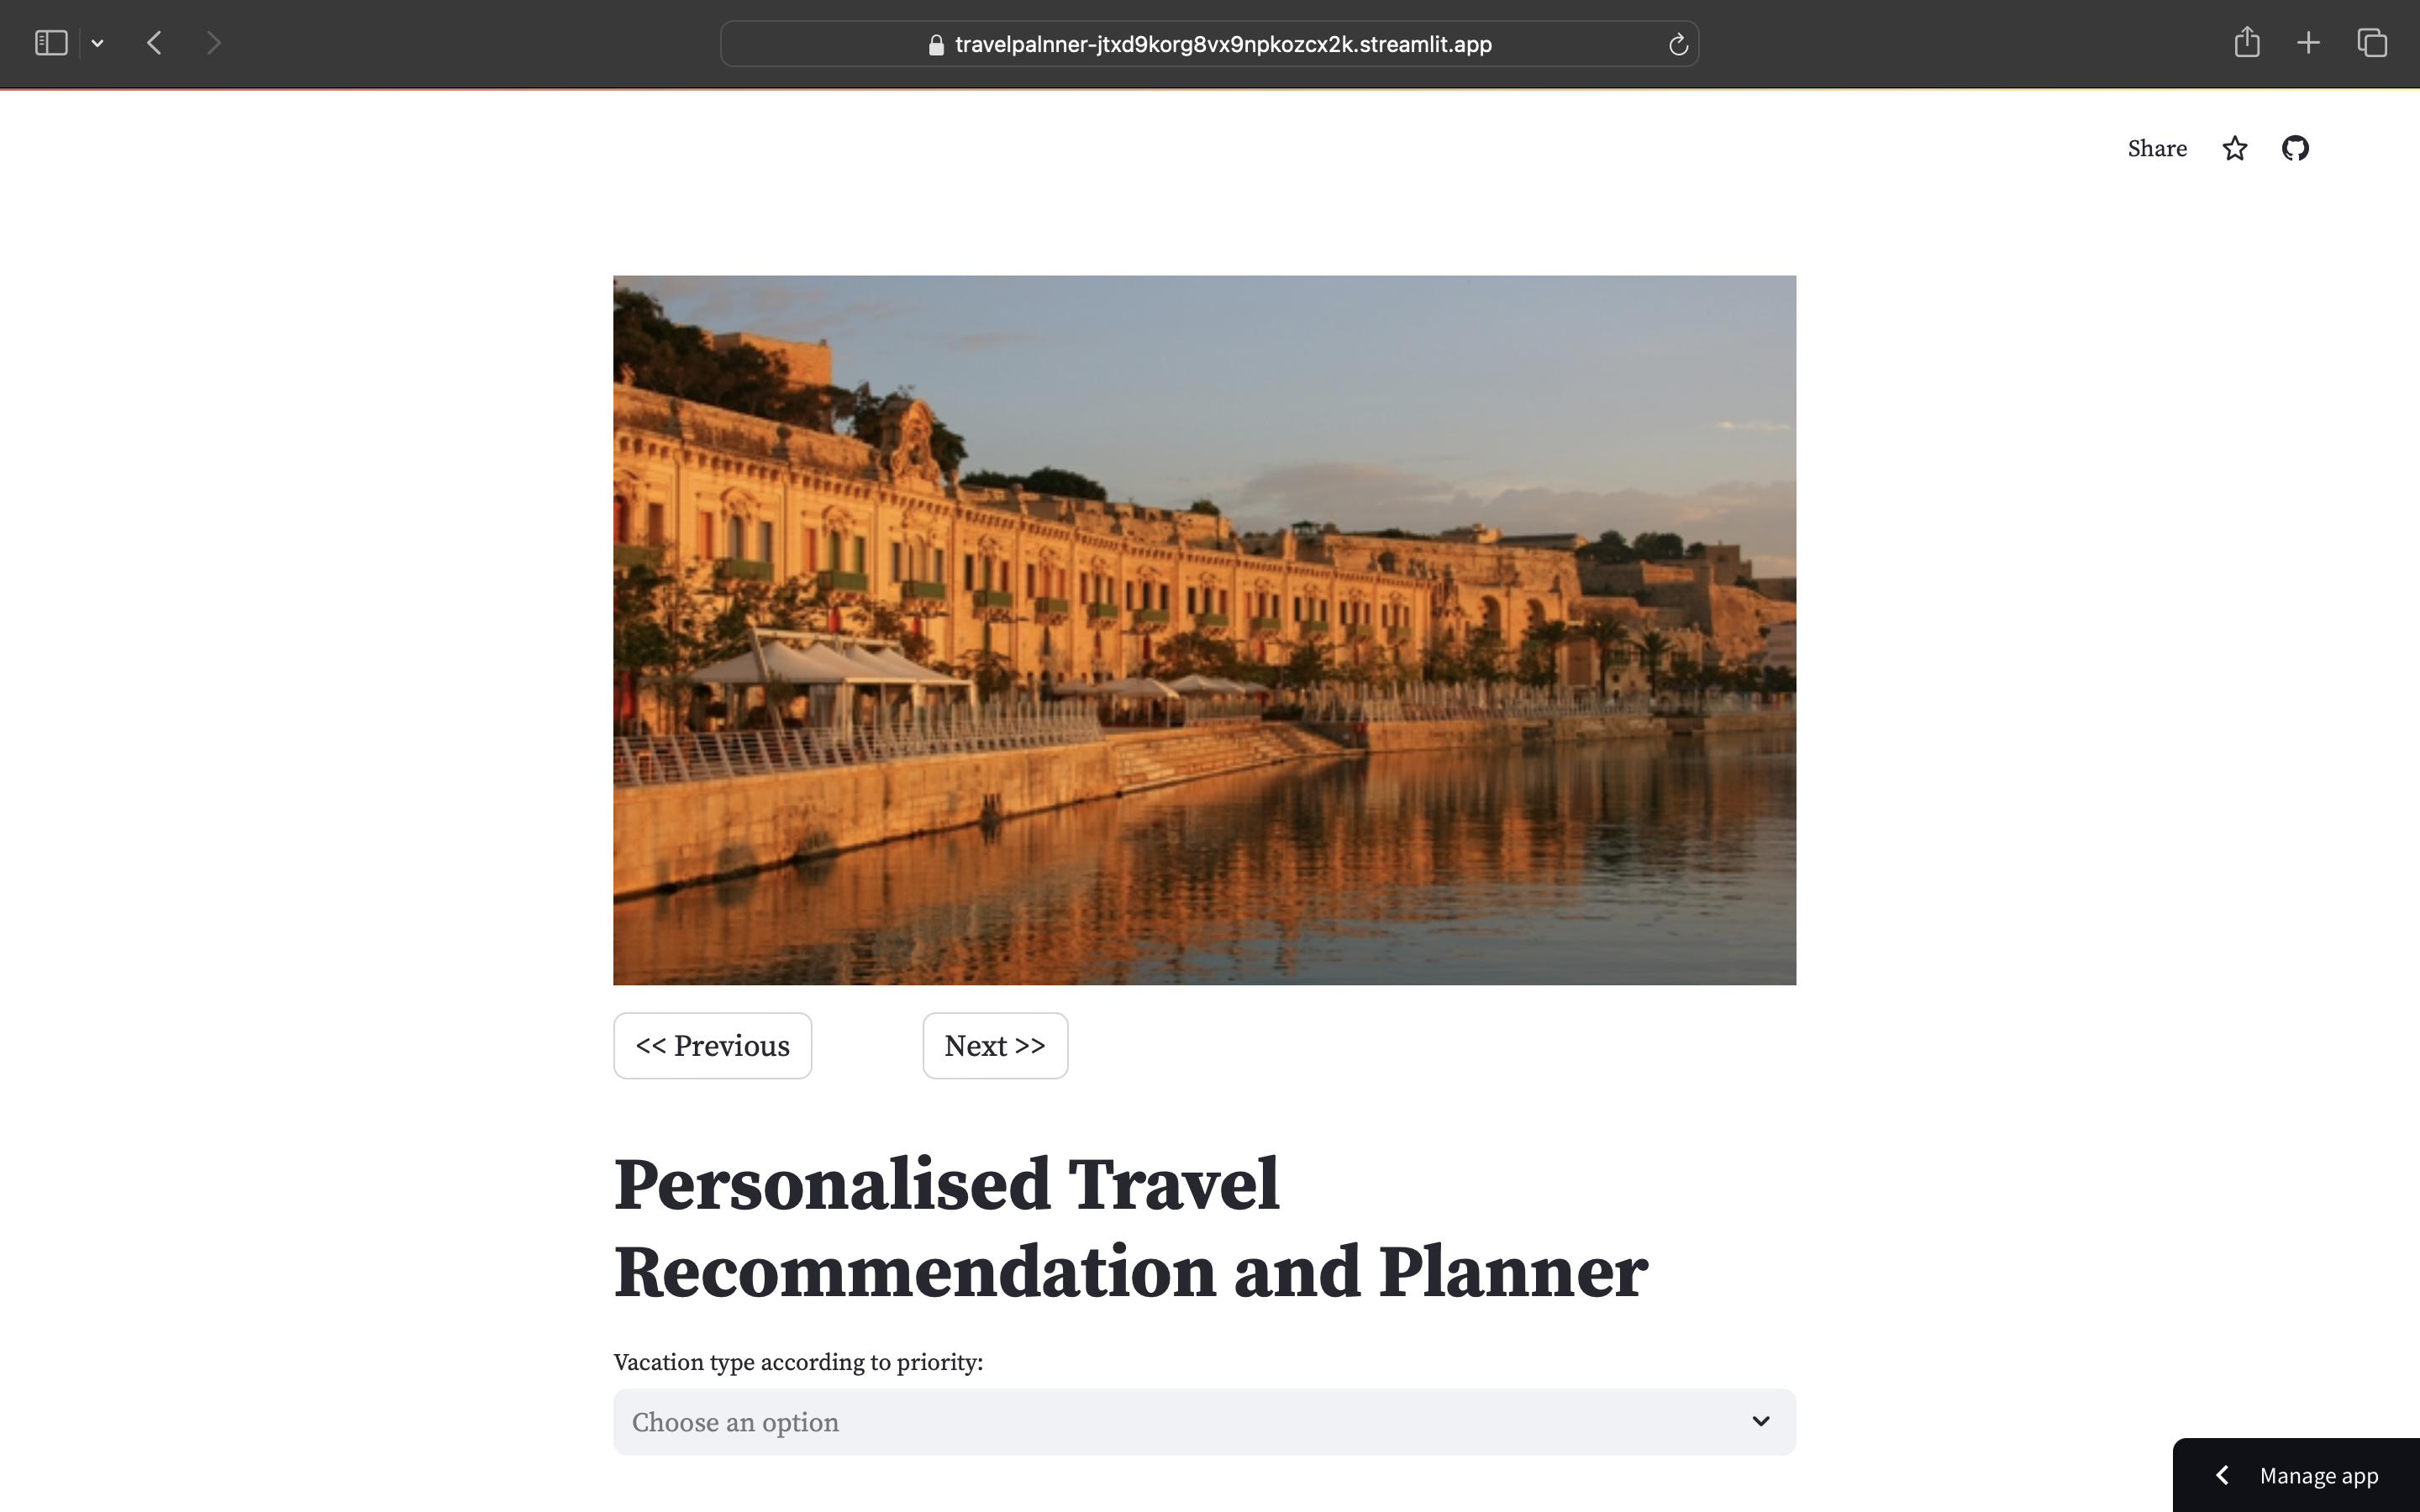 travelpalnner-jtxd9korg8vx9npkozcx2k.streamlit.app
Share
<< Previous
Next >>
Personalised Travel
Recommendation and Planner
Vacation type according to priority:
Choose an option
Manage app